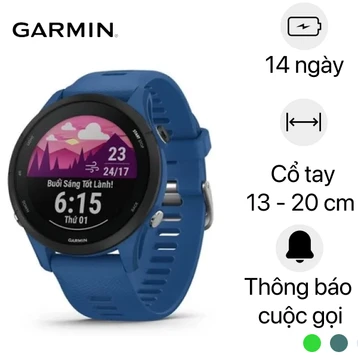 GARMIN
14 ngày
Cổ tay
13 - 20 cm
Thông báo
cuộc gọi
23
24/17
Buổi Sáng Tốt Lành!
6:15
Thứ 01
GARMIN